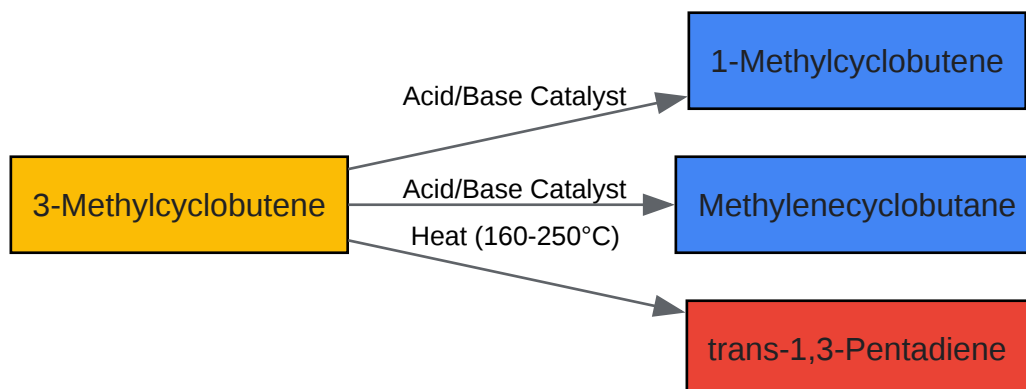 1-Methylcyclobutene
Acid/Base Catalyst
3-Methylcyclobutene
Acid/Base Catalyst
Methylenecyclobutane
Heat (160-250°C)
trans-1,3-Pentadiene